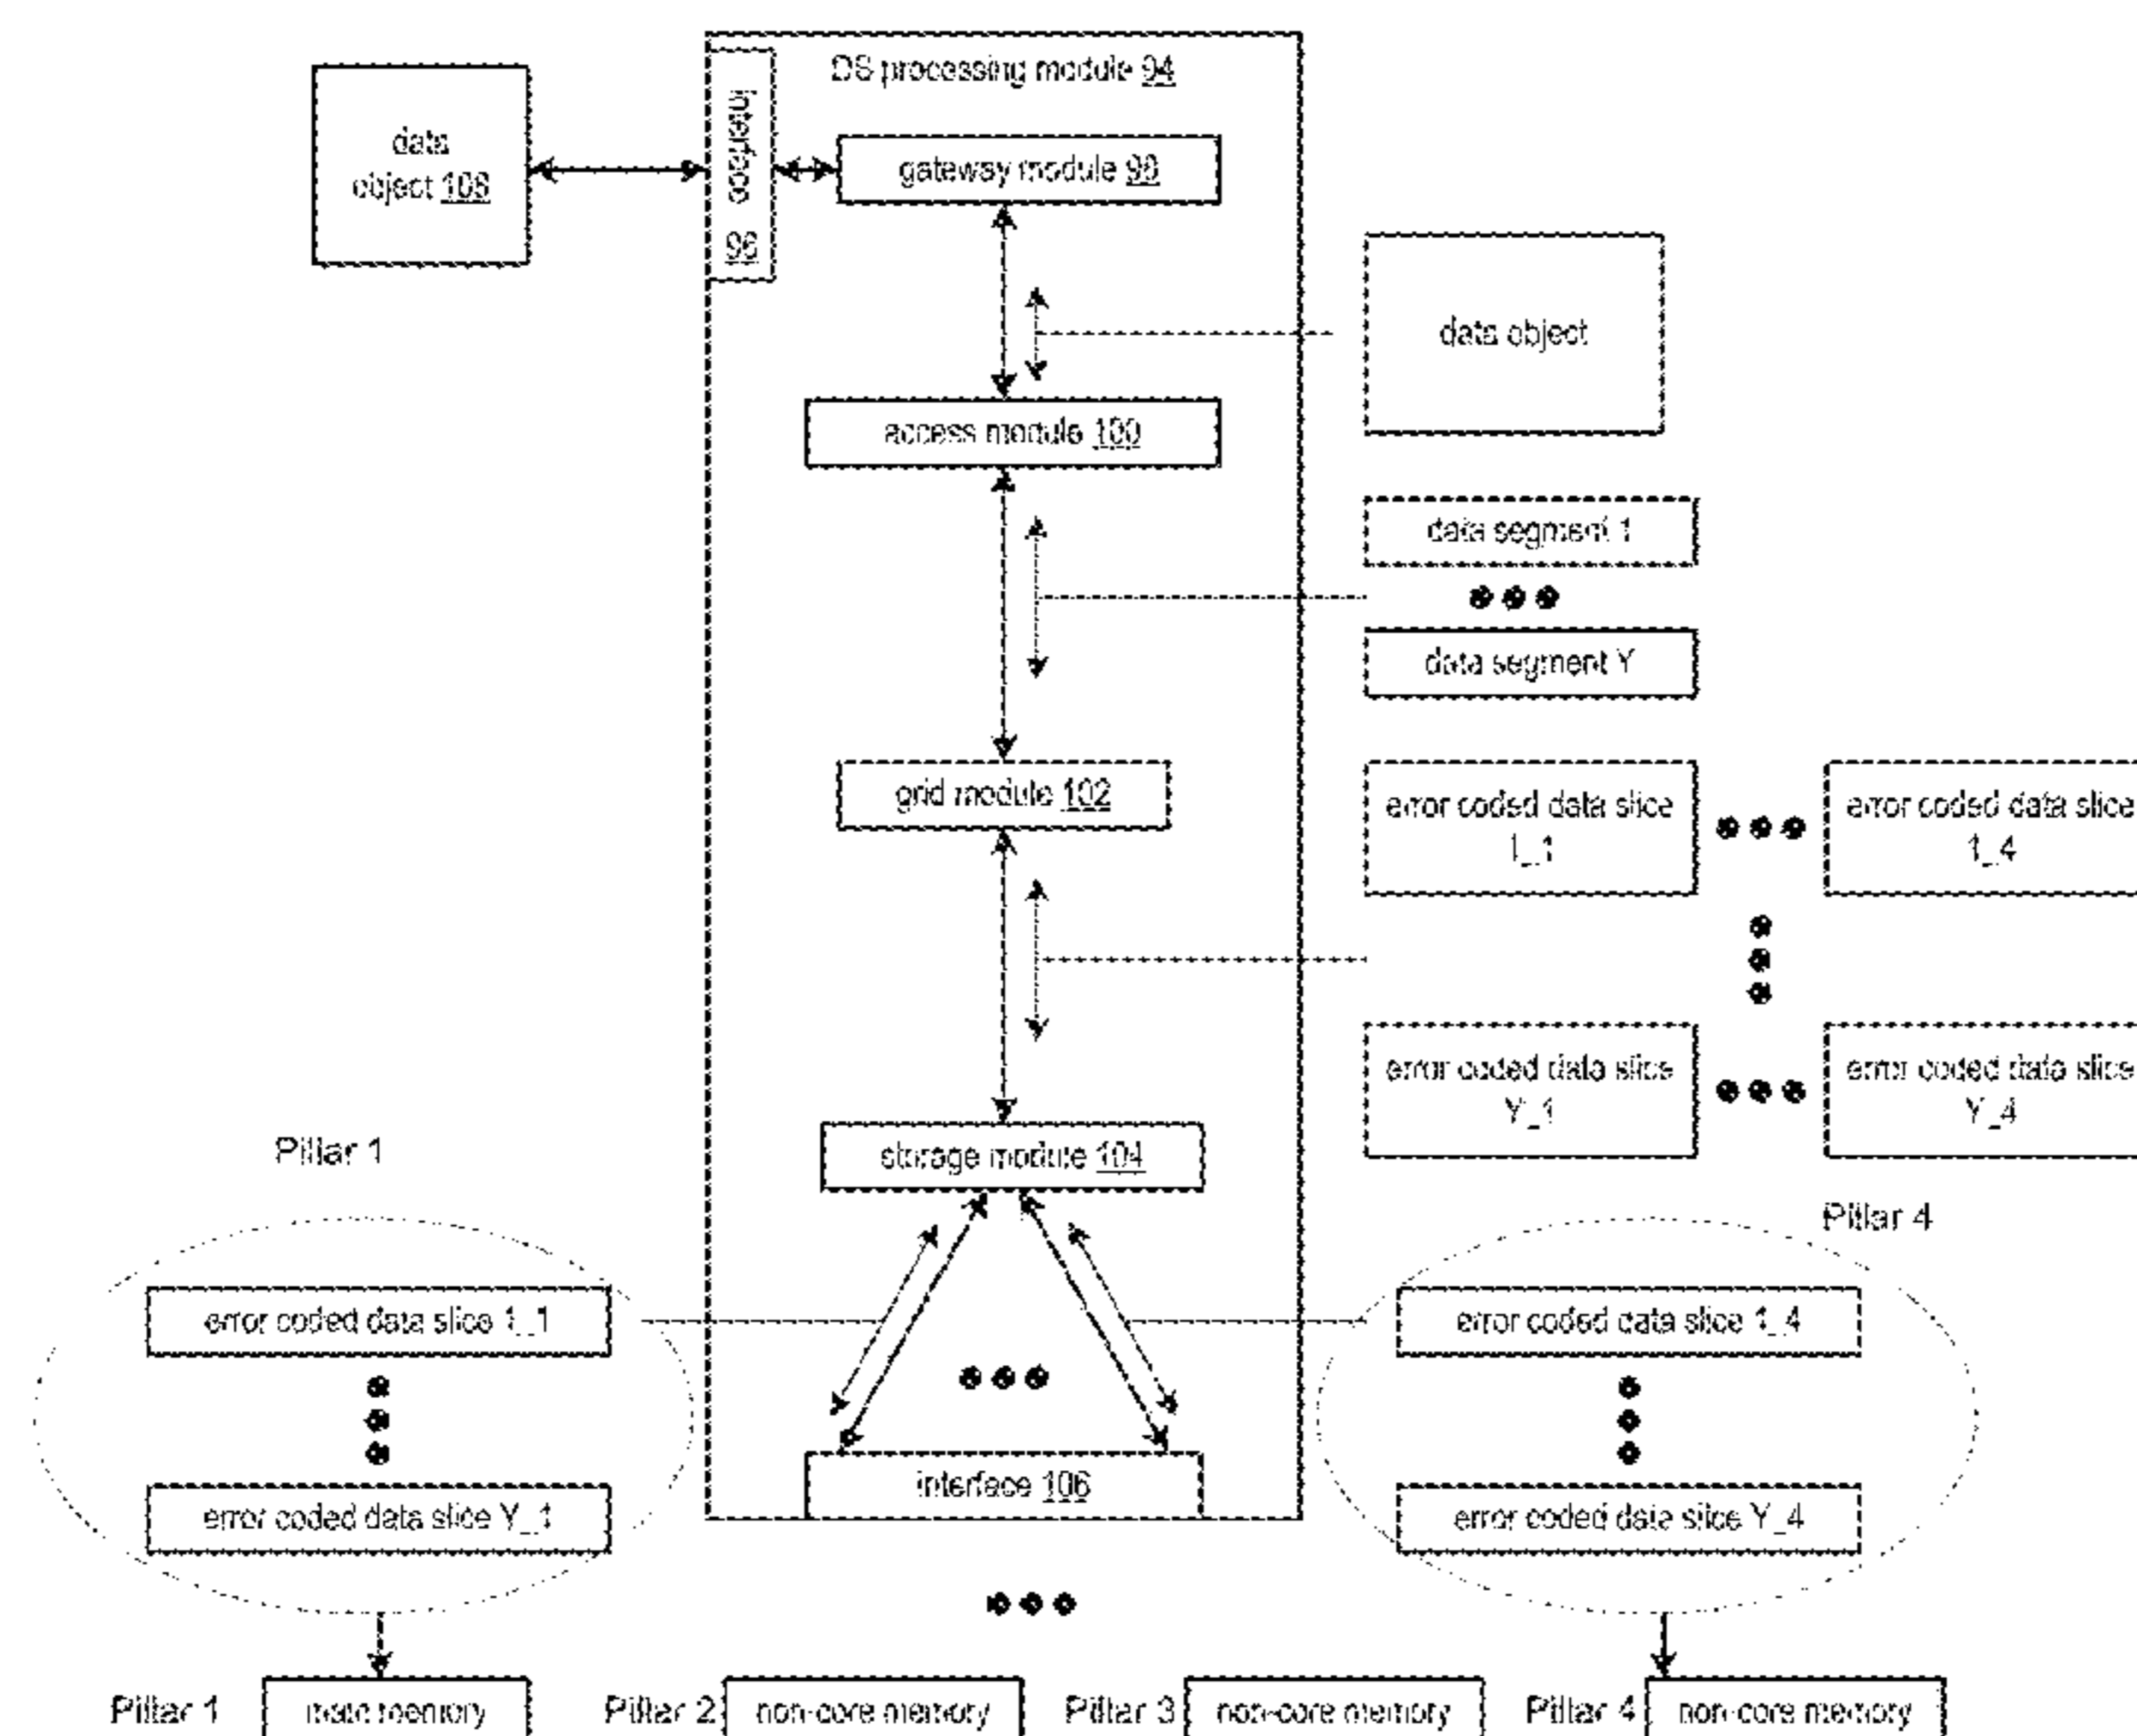 DS processing module 94
data
object 108
interface 96
gateway module 98
data object
access module 100
data segment 1
data segment Y
grid module 102
error coded data slice
1_1
error coded data slice
1_4
error coded data slice
Y_1
error coded data slice
Y_4
storage module 104
Pillar 1
Pillar 4
error coded data slice 1_1
error coded data slice 1_4
interface 106
error coded data slice Y_1
error coded data slice Y_4
Pillar 1
main memory
Pillar 2
non-core memory
Pillar 3
non-core memory
Pillar 4
non-core memory